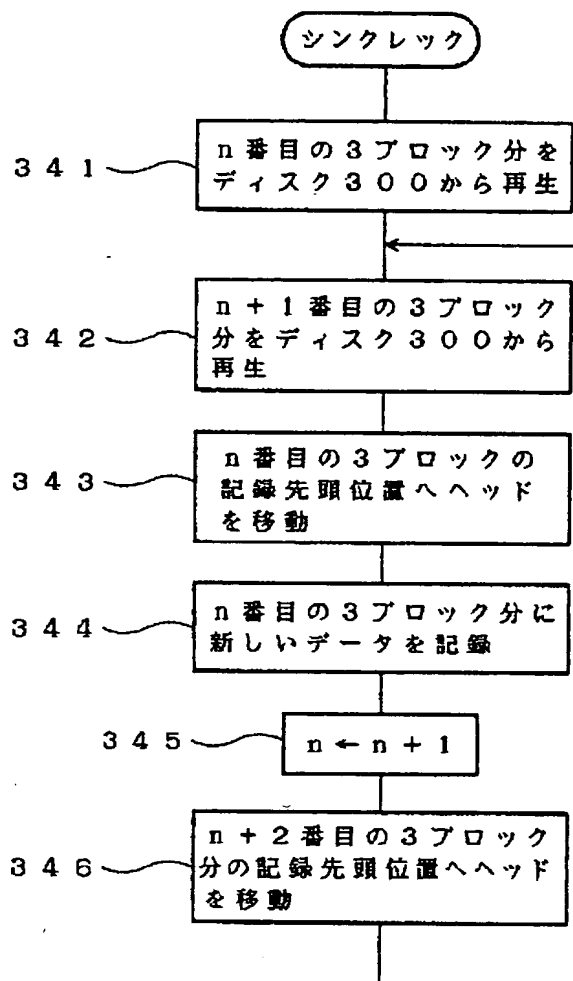 シンクレック
341
n番目の3ブロック分を
ディスク300から再生
342
n+1番目の3ブロック
分をディスク300から
再生
343
n番目の3ブロックの
記録先頭位置へヘッド
を移動
344
n番目の3ブロック分に
新しいデータを記録
345
n←n+1
346
n+2番目の3ブロック
分の記録先頭位置へヘッド
を移動